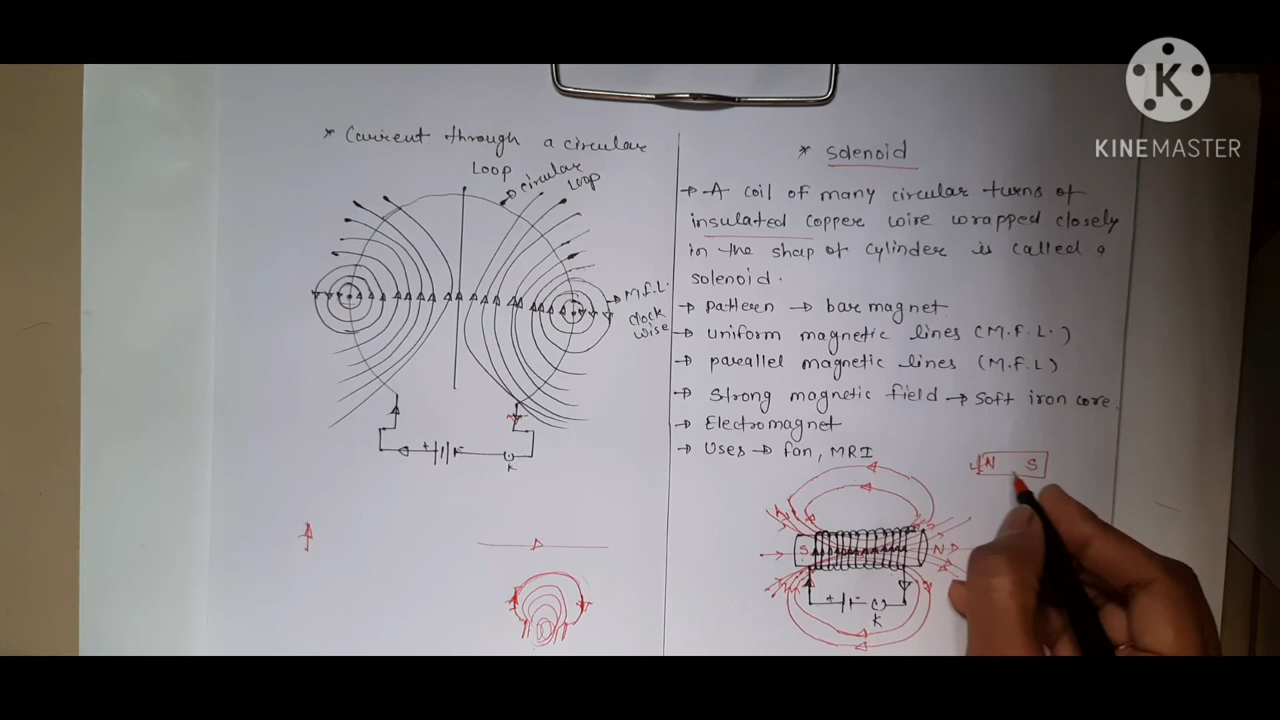 * Current through a circular
Loop
circular
Loop
M.F.L.
clock
wise
+ -
K
* Solenoid
→ A coil of many circular turns of
insulated copper wire wrapped closely
in the shap of cylinder is called a
solenoid.
→ pattern → bar magnet.
→ uniform magnetic lines (M.F.L.)
→ parallel magnetic lines (M.F.L)
→ Strong magnetic field → Soft iron core.
→ Electromagnet
→ Uses → fan, MRI
N S
S N
+ -
K
K
KINEMASTER